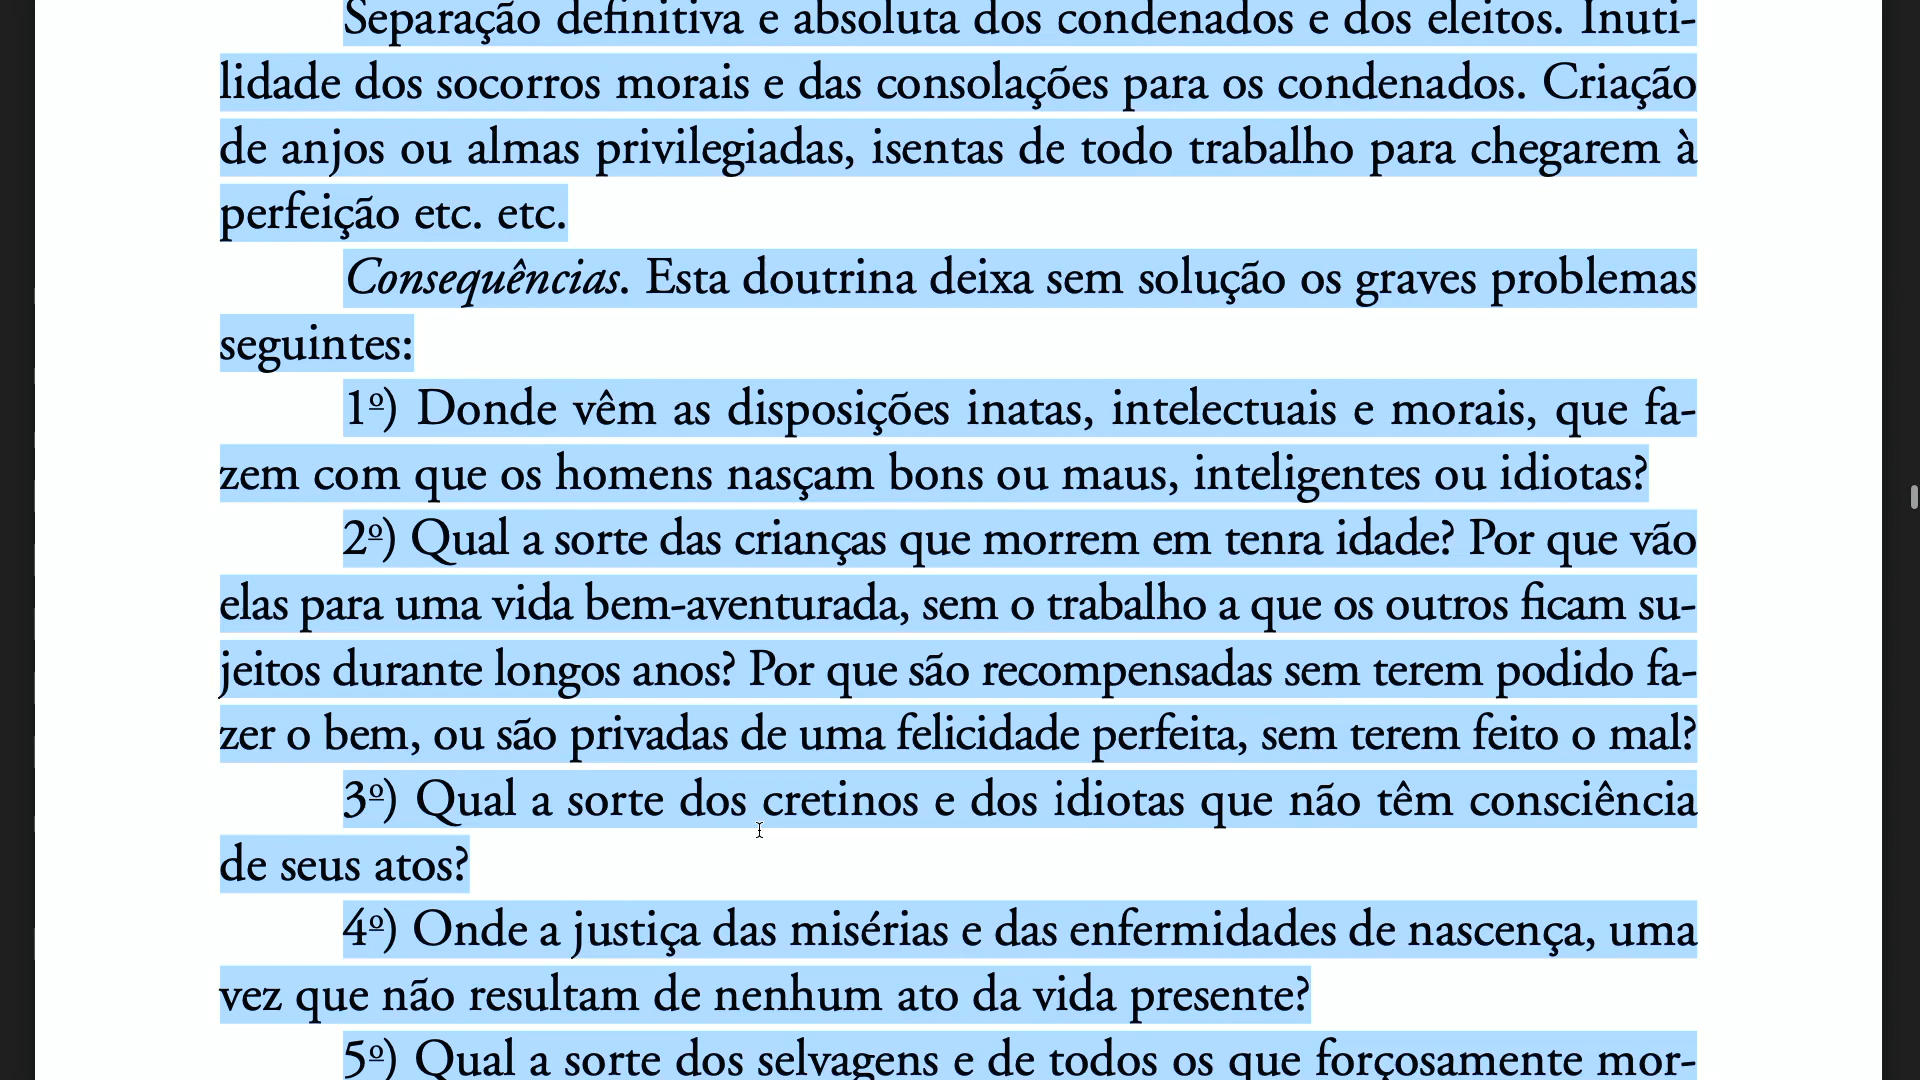 Separação definitiva e absoluta dos condenados e dos eleitos. Inuti-
lidade dos socorros morais e das consolações para os condenados. Criação
de anjos ou almas privilegiadas, isentas de todo trabalho para chegarem à
perfeição etc. etc.
Consequências. Esta doutrina deixa sem solução os graves problemas
seguintes:
1º) Donde vêm as disposições inatas, intelectuais e morais, que fa-
zem com que os homens nasçam bons ou maus, inteligentes ou idiotas?
2º) Qual a sorte das crianças que morrem em tenra idade? Por que vão
elas para uma vida bem-aventurada, sem o trabalho a que os outros ficam su-
jeitos durante longos anos? Por que são recompensadas sem terem podido fa-
zer o bem, ou são privadas de uma felicidade perfeita, sem terem feito o mal?
3º) Qual a sorte dos cretinos e dos idiotas que não têm consciência
de seus atos?
4º) Onde a justiça das misérias e das enfermidades de nascença, uma
vez que não resultam de nenhum ato da vida presente?
5º) Qual a sorte dos selvagens e de todos os que forçosamente mor-